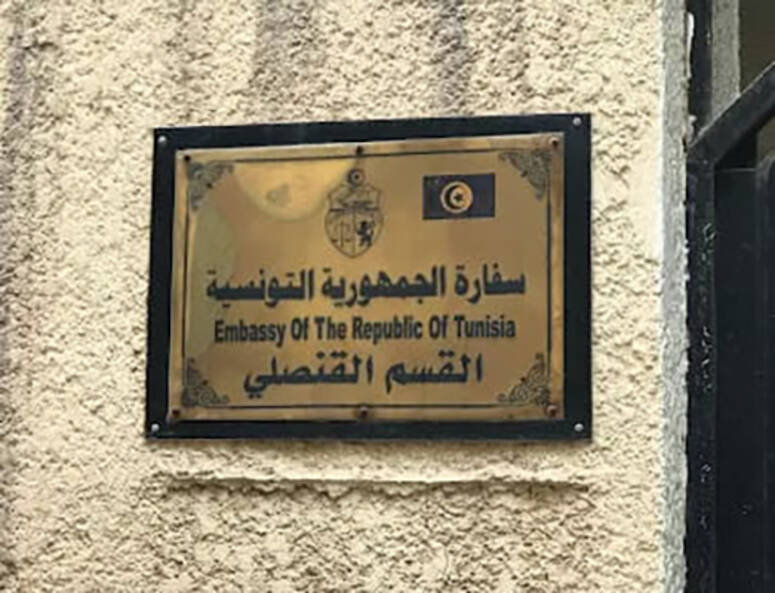 سفارة الجمهورية التونسية
Embassy Of The Republic Of Tunisia
القسم القنصلي